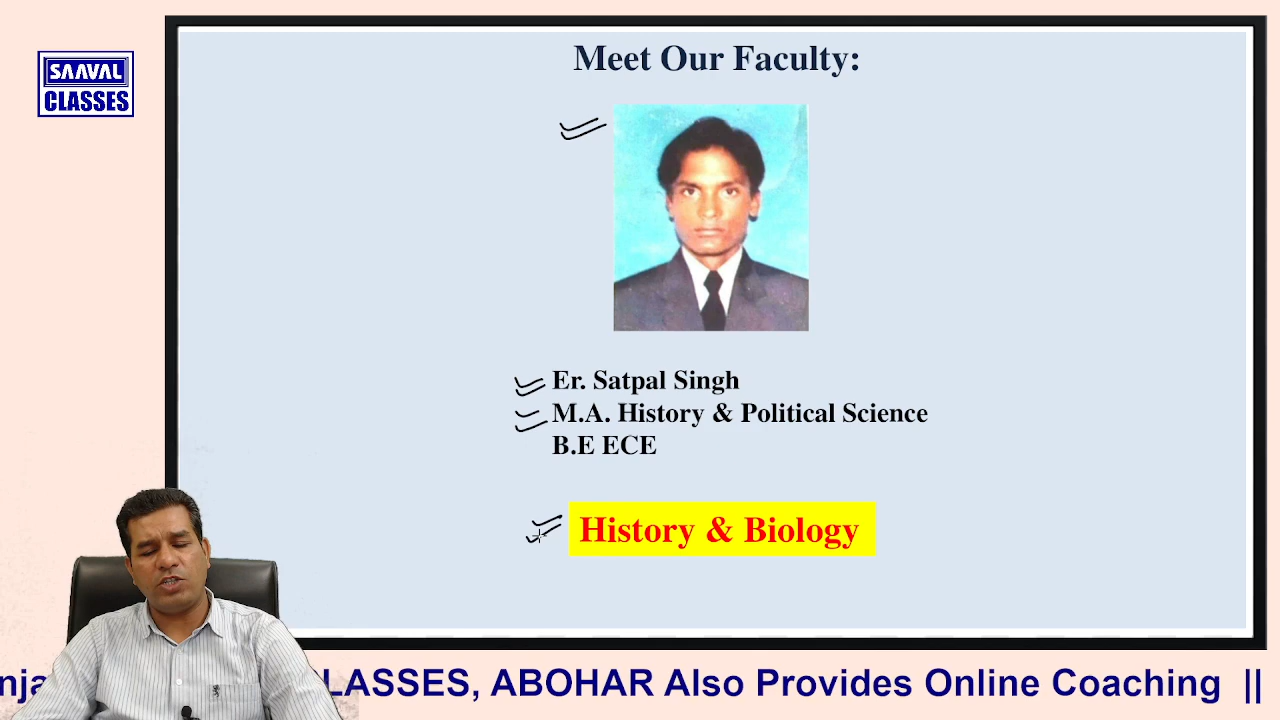 SAAVAL
CLASSES
Meet Our Faculty:
Er. Satpal Singh
M.A. History & Political Science
B.E ECE
History & Biology
nja LASSES, ABOHAR Also Provides Online Coaching ||